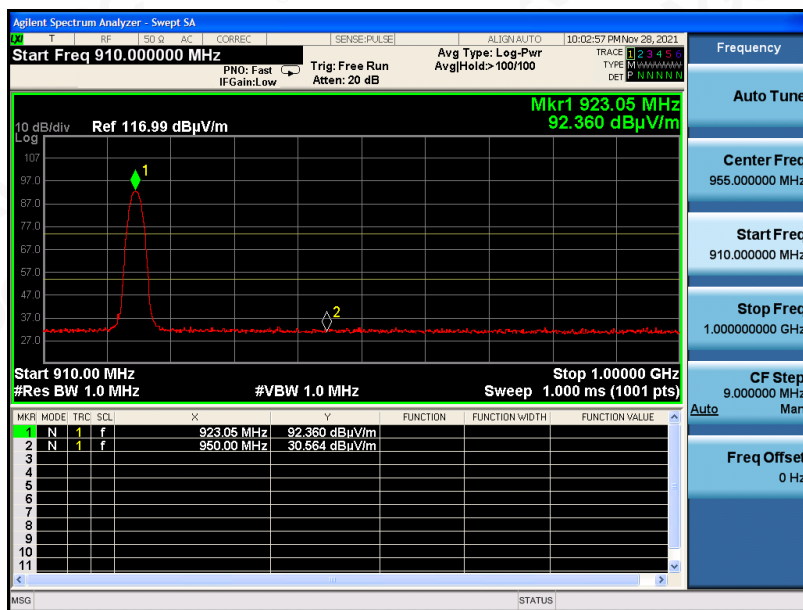 Agilent Spectrum Analyzer - Swept SA
LXI T RF 50 Ω AC CORREC SENSE:PULSE ALIGN AUTO 10:02:57 PM Nov 28, 2021
Start Freq 910.000000 MHz
PNO: Fast
IFGain:Low
Trig: Free Run
Atten: 20 dB
Avg Type: Log-Pwr
Avg|Hold:>100/100
TRACE 1 2 3 4 5 6
TYPE M WWWWW
DET P N N N N N
Mkr1 923.05 MHz
92.360 dBµV/m
10 dB/div Ref 116.99 dBµV/m
Log
107
97.0
87.0
77.0
67.0
57.0
47.0
37.0
27.0
1
2
Start 910.00 MHz Stop 1.00000 GHz
#Res BW 1.0 MHz #VBW 1.0 MHz Sweep 1.000 ms (1001 pts)
MKR MODE TRC SCL X Y FUNCTION FUNCTION WIDTH FUNCTION VALUE
1 N 1 f 923.05 MHz 92.360 dBµV/m
2 N 1 f 950.00 MHz 30.564 dBµV/m
3
4
5
6
7
8
9
10
11
MSG STATUS
Frequency
Auto Tune
Center Freq
955.000000 MHz
Start Freq
910.000000 MHz
Stop Freq
1.000000000 GHz
CF Step
9.000000 MHz
Auto Man
Freq Offset
0 Hz